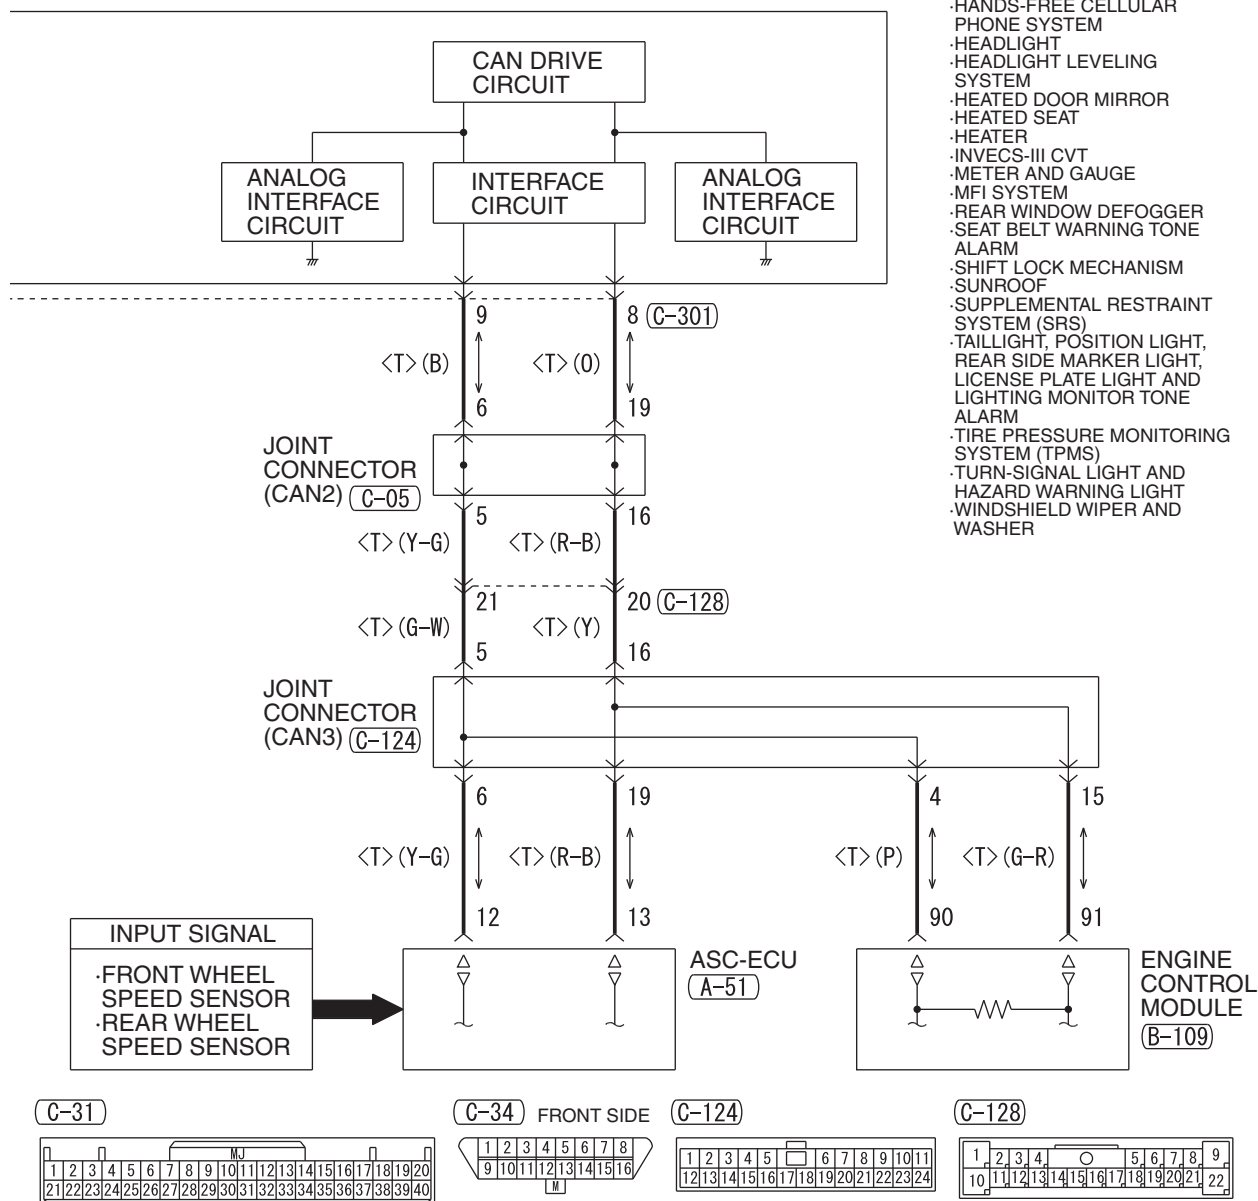 CAN DRIVE
CIRCUIT
ANALOG
INTERFACE
CIRCUIT
INTERFACE
CIRCUIT
ANALOG
INTERFACE
CIRCUIT
·HANDS-FREE CELLULAR
PHONE SYSTEM
·HEADLIGHT
·HEADLIGHT LEVELING
SYSTEM
·HEATED DOOR MIRROR
·HEATED SEAT
·HEATER
·INVECS-III CVT
·METER AND GAUGE
·MFI SYSTEM
·REAR WINDOW DEFOGGER
·SEAT BELT WARNING TONE
ALARM
·SHIFT LOCK MECHANISM
·SUNROOF
·SUPPLEMENTAL RESTRAINT
SYSTEM (SRS)
·TAILLIGHT, POSITION LIGHT,
REAR SIDE MARKER LIGHT,
LICENSE PLATE LIGHT AND
LIGHTING MONITOR TONE
ALARM
·TIRE PRESSURE MONITORING
SYSTEM (TPMS)
·TURN-SIGNAL LIGHT AND
HAZARD WARNING LIGHT
·WINDSHIELD WIPER AND
WASHER
9 8 C-301
<T>(B) <T>(O)
6 19
JOINT
CONNECTOR
(CAN2) C-05
5 16
<T>(Y-G) <T>(R-B)
21 20 C-128
<T>(G-W) <T>(Y)
5 16
JOINT
CONNECTOR
(CAN3) C-124
6 19 4 15
<T>(Y-G) <T>(R-B) <T>(P) <T>(G-R)
12 13 90 91
INPUT SIGNAL
·FRONT WHEEL
SPEED SENSOR
·REAR WHEEL
SPEED SENSOR
ASC-ECU
A-51
ENGINE
CONTROL
MODULE
B-109
C-31
MJ
1 2 3 4 5 6 7 8 9 10 11 12 13 14 15 16 17 18 19 20
21 22 23 24 25 26 27 28 29 30 31 32 33 34 35 36 37 38 39 40
C-34 FRONT SIDE
1 2 3 4 5 6 7 8
9 10 11 12 13 14 15 16
M
C-124
1 2 3 4 5 6 7 8 9 10 11
12 13 14 15 16 17 18 19 20 21 22 23 24
C-128
1 2 3 4 5 6 7 8 9
10 11 12 13 14 15 16 17 18 19 20 21 22